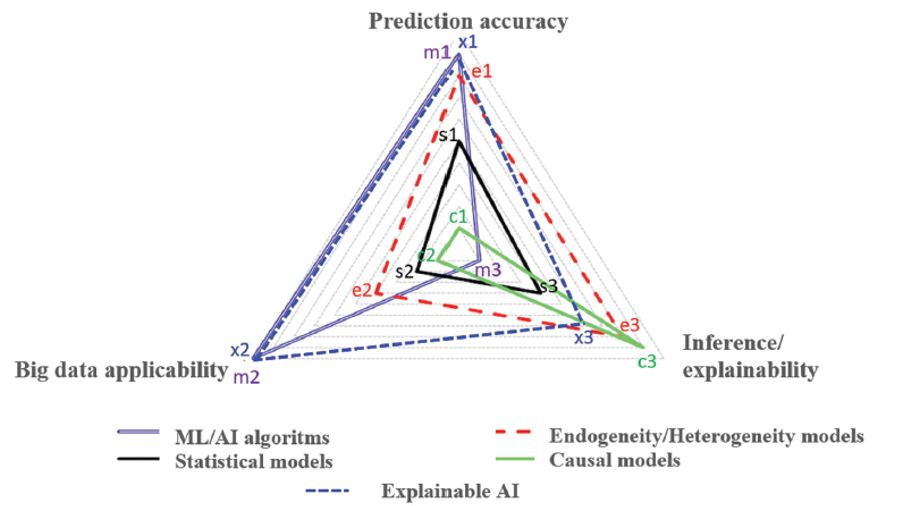 Prediction accuracy
x1
m1
e1
s1
c1
c2
s2
m3
s3
e2
e3
x3
x2
m2
Big data applicability
c3
Inference/
explainability
ML/AI algoritms
Endogeneity/Heterogeneity models
Statistical models
Causal models
Explainable AI